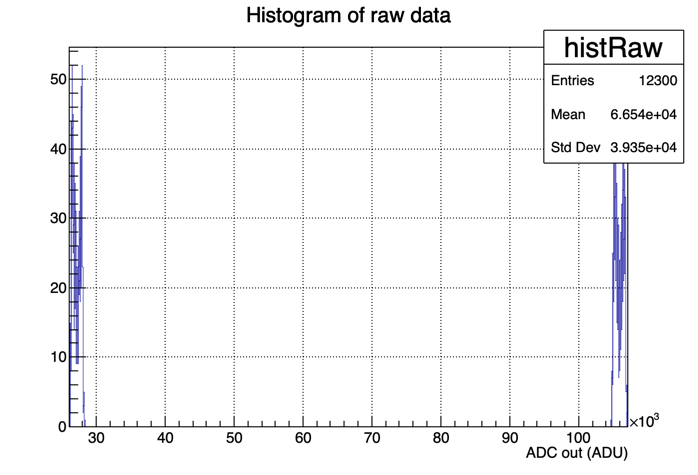 Histogram of raw data
histRaw
Entries 12300
Mean 6.654e+04
Std Dev 3.935e+04
50
40
30
20
10
0
30 40 50 60 70 80 90 100
×10³
ADC out (ADU)